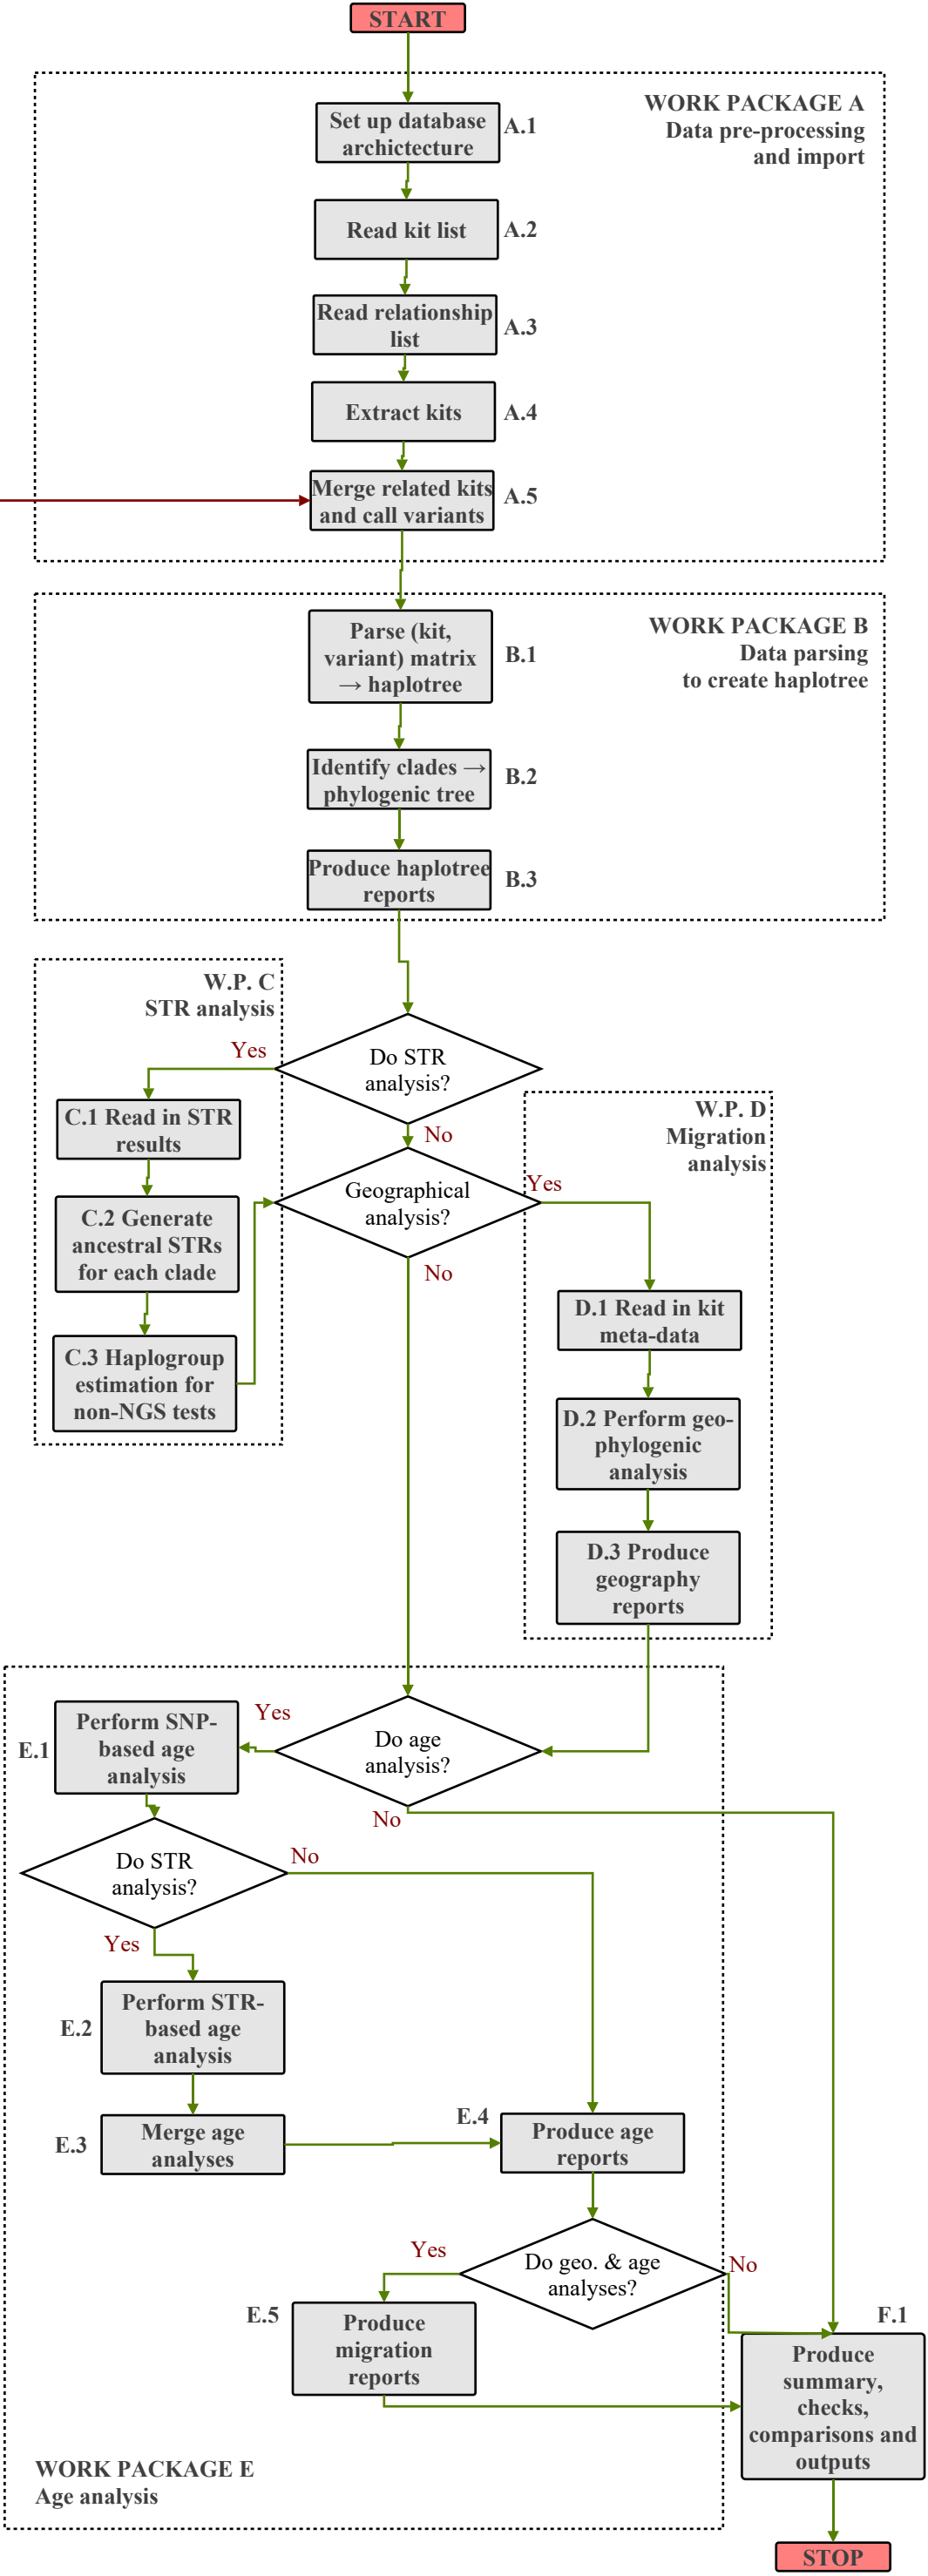 START
WORK PACKAGE A
Data pre-processing
and import
Set up database
archictecture
A.1
Read kit list
A.2
Read relationship
list
A.3
Extract kits
A.4
Merge related kits
and call variants
A.5
WORK PACKAGE B
Data parsing
to create haplotree
Parse (kit,
variant) matrix
→ haplotree
B.1
Identify clades →
phylogenic tree
B.2
Produce haplotree
reports
B.3
W.P. C
STR analysis
Do STR
analysis?
Yes
No
C.1 Read in STR
results
C.2 Generate
ancestral STRs
for each clade
C.3 Haplogroup
estimation for
non-NGS tests
W.P. D
Migration
analysis
Geographical
analysis?
Yes
No
D.1 Read in kit
meta-data
D.2 Perform geo-
phylogenic
analysis
D.3 Produce
geography
reports
Do age
analysis?
Yes
No
E.1
Perform SNP-
based age
analysis
Do STR
analysis?
No
Yes
E.2
Perform STR-
based age
analysis
E.3
Merge age
analyses
E.4
Produce age
reports
Do geo. & age
analyses?
Yes
No
E.5
Produce
migration
reports
F.1
Produce
summary,
checks,
comparisons and
outputs
WORK PACKAGE E
Age analysis
STOP